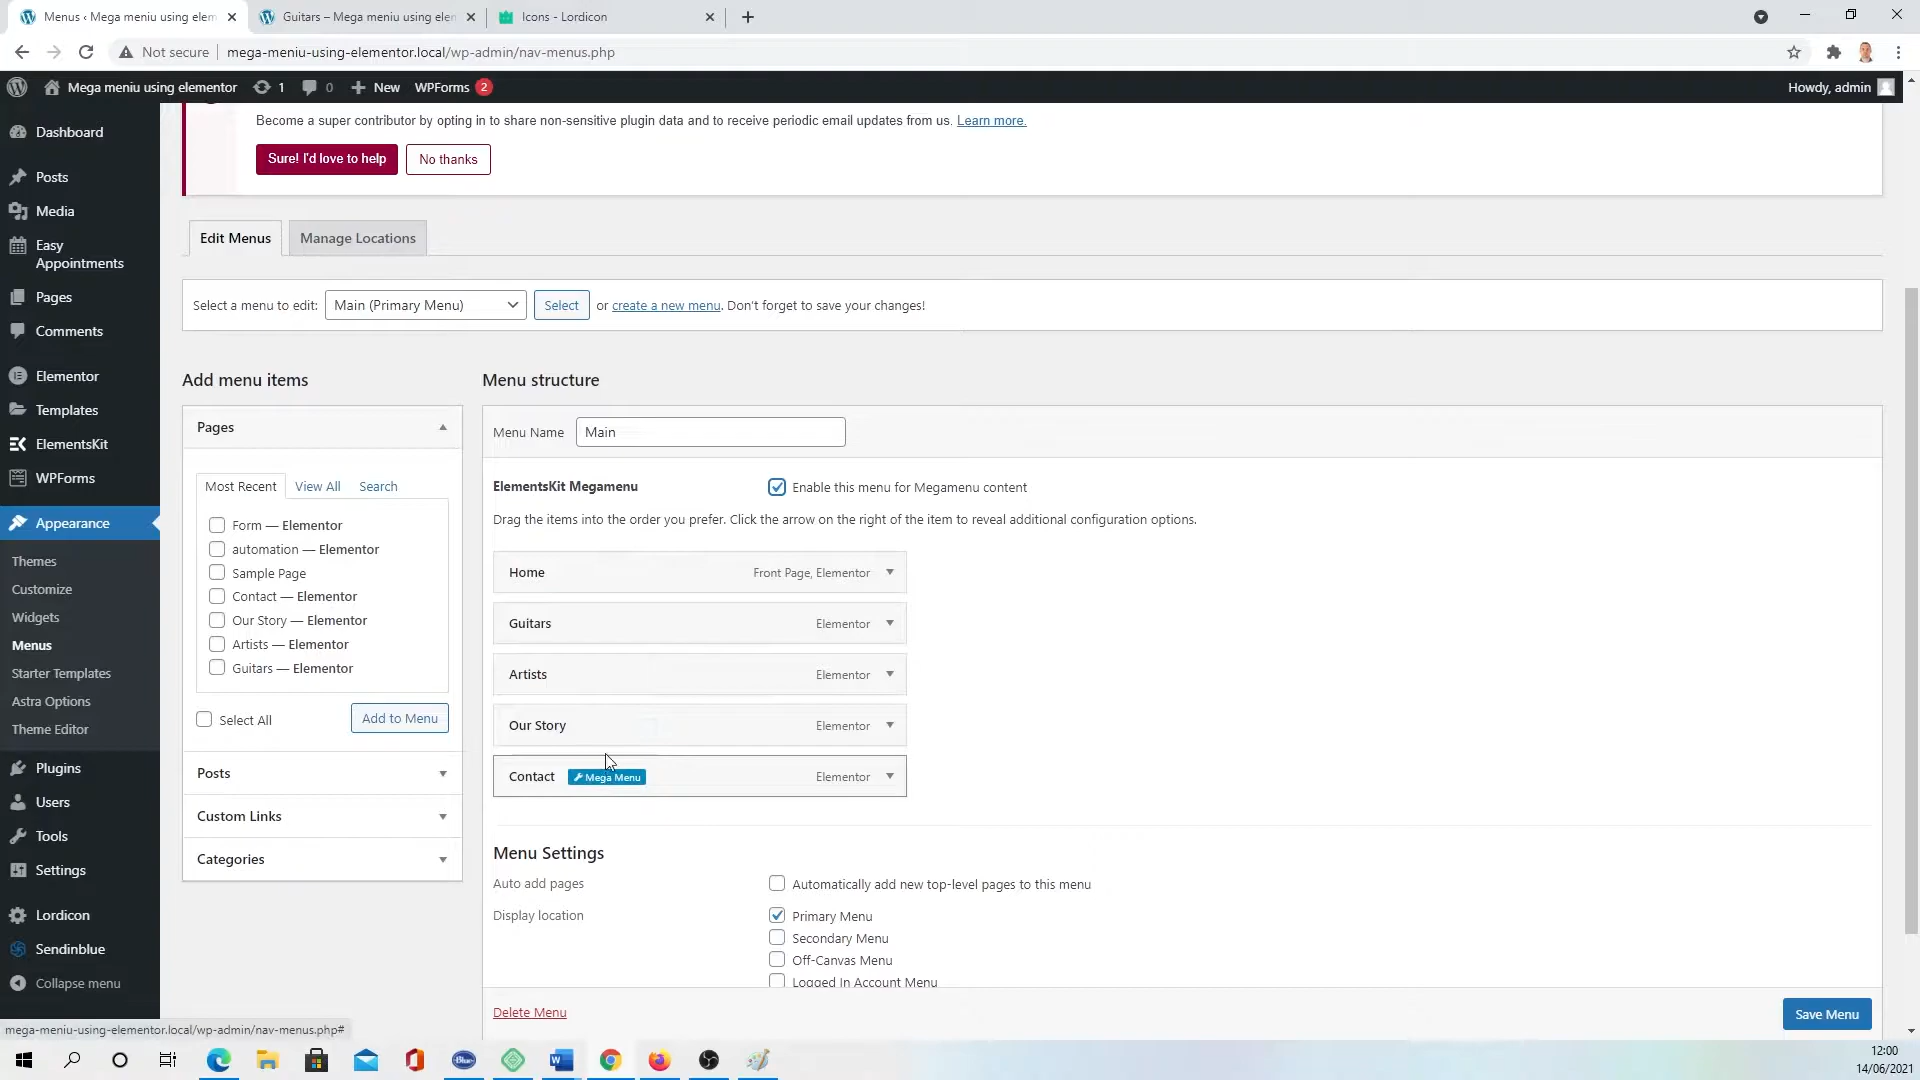 Menus ‹ Mega meniu using elem
Guitars – Mega meniu using elem
Icons - Lordicon
Not secure
mega-meniu-using-elementor.local/wp-admin/nav-menus.php
Mega meniu using elementor
1
0
New
WPForms
2
Howdy, admin
Dashboard
Posts
Media
Easy
Appointments
Pages
Comments
Elementor
Templates
ElementsKit
WPForms
Appearance
Themes
Customize
Widgets
Menus
Starter Templates
Astra Options
Theme Editor
Plugins
Users
Tools
Settings
Lordicon
Sendinblue
Collapse menu
Become a super contributor by opting in to share non-sensitive plugin data and to receive periodic email updates from us. Learn more.
Sure! I'd love to help
No thanks
Edit Menus
Manage Locations
Select a menu to edit:
Main (Primary Menu)
Select
or create a new menu. Don't forget to save your changes!
Add menu items
Pages
Most Recent
View All
Search
Form — Elementor
automation — Elementor
Sample Page
Contact — Elementor
Our Story — Elementor
Artists — Elementor
Guitars — Elementor
Select All
Add to Menu
Posts
Custom Links
Categories
Menu structure
Menu Name
Main
ElementsKit Megamenu
Enable this menu for Megamenu content
Drag the items into the order you prefer. Click the arrow on the right of the item to reveal additional configuration options.
Home
Front Page, Elementor
Guitars
Elementor
Artists
Elementor
Our Story
Elementor
Contact
Mega Menu
Elementor
Menu Settings
Auto add pages
Automatically add new top-level pages to this menu
Display location
Primary Menu
Secondary Menu
Off-Canvas Menu
Logged In Account Menu
Delete Menu
Save Menu
mega-meniu-using-elementor.local/wp-admin/nav-menus.php#
12:00
14/06/2021